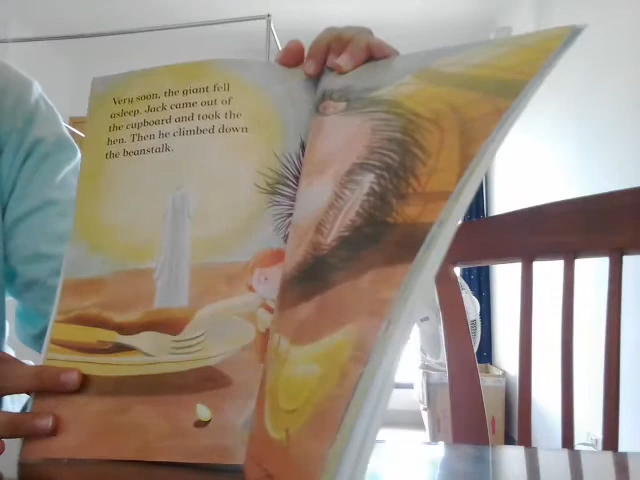 Very soon, the giant fell
asleep. Jack came out of
the cupboard and took the
hen. Then he climbed down
the beanstalk.